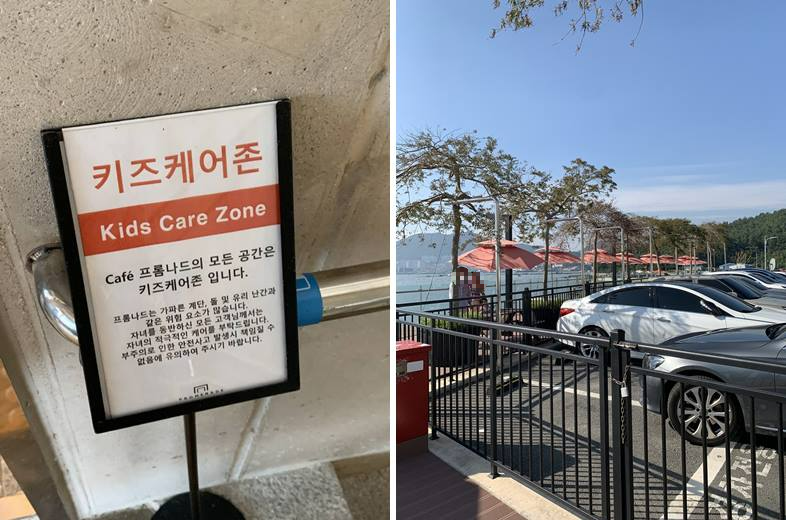 키즈케어존
Kids Care Zone
Café 프롬나드의 모든 공간은
키즈케어존 입니다.
프롬나드는 가파른 계단, 돌 및 유리 난간과
같은 위험 요소가 많습니다.
자녀를 동반하신 모든 고객님께서는
자녀의 적극적인 케어를 부탁드립니다.
부주의로 인한 안전사고 발생시 책임질 수
없음에 유의하여 주시기 바랍니다.
PROMENADE